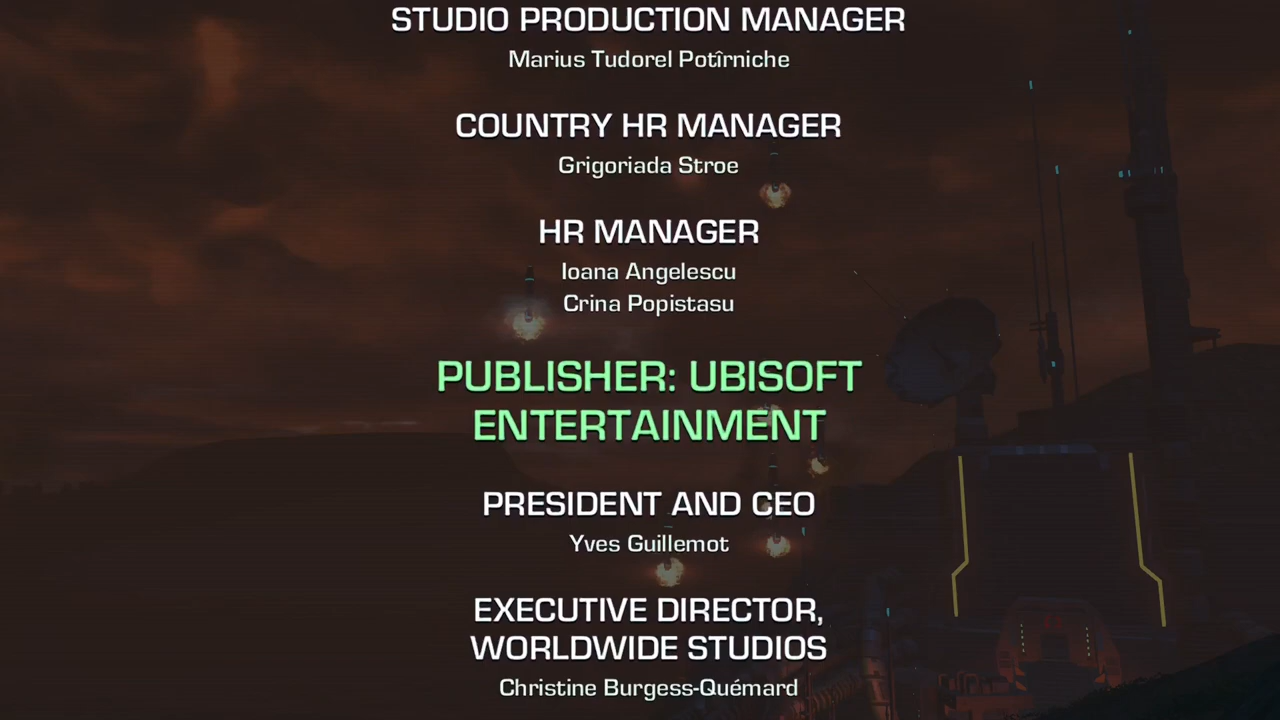 STUDIO PRODUCTION MANAGER
Marius Tudorel Potîrniche
COUNTRY HR MANAGER
Grigoriada Stroe
HR MANAGER
Ioana Angelescu
Crina Popistasu
PUBLISHER: UBISOFT
ENTERTAINMENT
PRESIDENT AND CEO
Yves Guillemot
EXECUTIVE DIRECTOR,
WORLDWIDE STUDIOS
Christine Burgess-Quémard